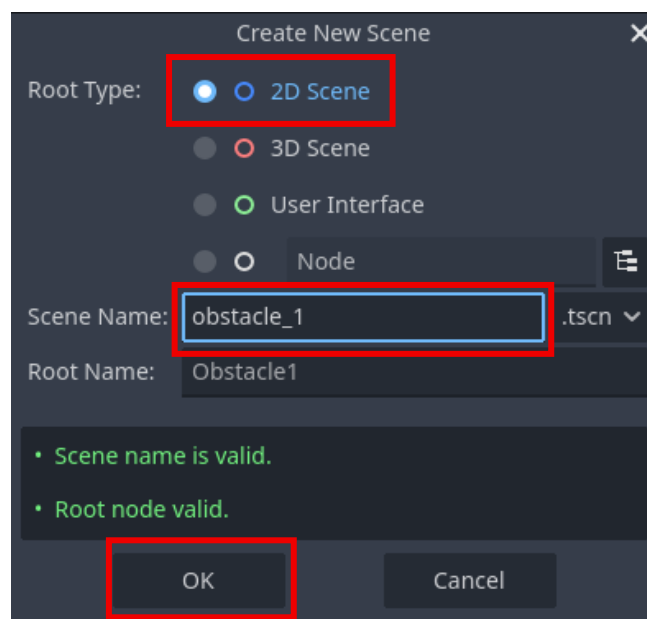 Create New Scene
Root Type:
2D Scene
3D Scene
User Interface
Node
Scene Name: obstacle_1 .tscn
Root Name: Obstacle1
• Scene name is valid.
• Root node valid.
OK Cancel